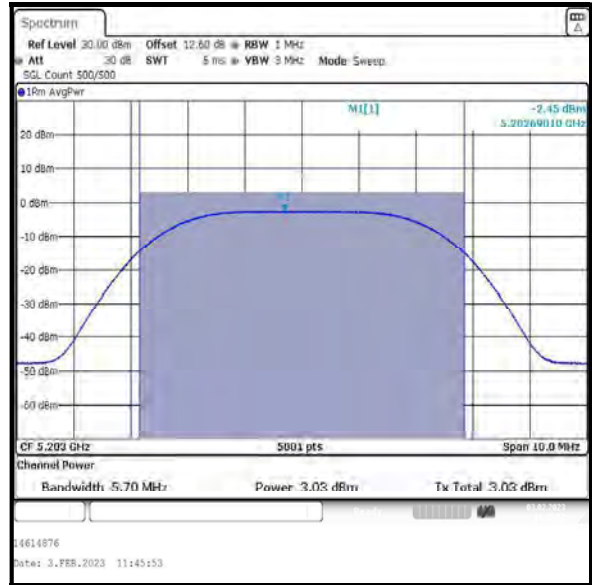 Spectrum
Ref Level 30.00 dBm Offset 12.60 dB RBW 1 MHz
Att 30 dB SWT 5 ms VBW 3 MHz Mode Sweep
SGL Count 500/500
1Rm AvgPwr
M1[1] -2.45 dBm
5.20269010 GHz
20 dBm
10 dBm
0 dBm
M1
-10 dBm
-20 dBm
-30 dBm
-40 dBm
-50 dBm
-60 dBm
CF 5.203 GHz 5001 pts Span 10.0 MHz
Channel Power
Bandwidth 5.70 MHz Power 3.03 dBm Tx Total 3.03 dBm
14614876
Date: 3.FEB.2023 11:45:53